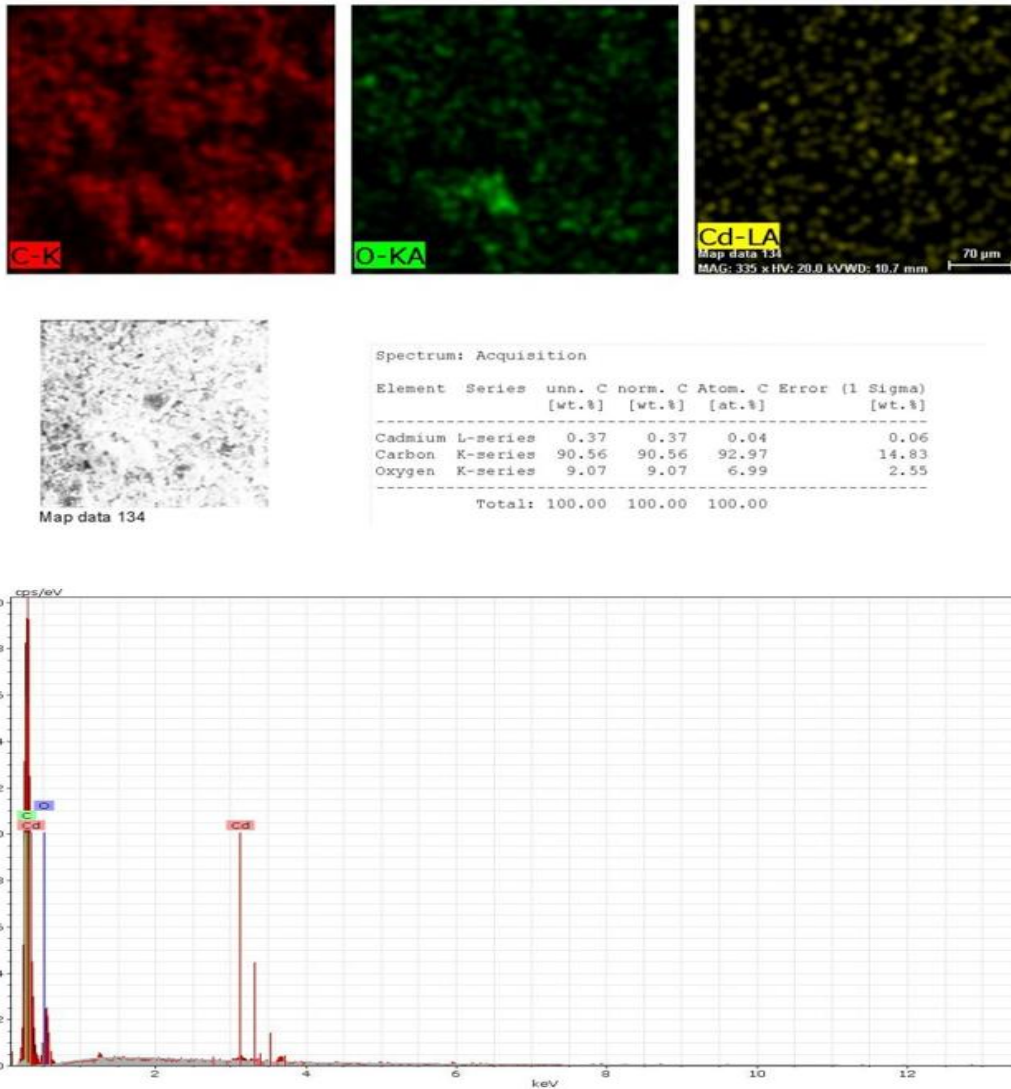 C-K
O-KA
Cd-LA
Map data 134
MAG: 335 x HV: 20.0 kV WD: 10.7 mm
70 µm
Map data 134
Spectrum: Acquisition
Element Series unn. C norm. C Atom. C Error (1 Sigma)
[wt.%] [wt.%] [at.%] [wt.%]
Cadmium L-series 0.37 0.37 0.04 0.06
Carbon K-series 90.56 90.56 92.97 14.83
Oxygen K-series 9.07 9.07 6.99 2.55
Total: 100.00 100.00 100.00
cps/eV
O
C
Cd Cd
2 4 6 8 10 12
keV